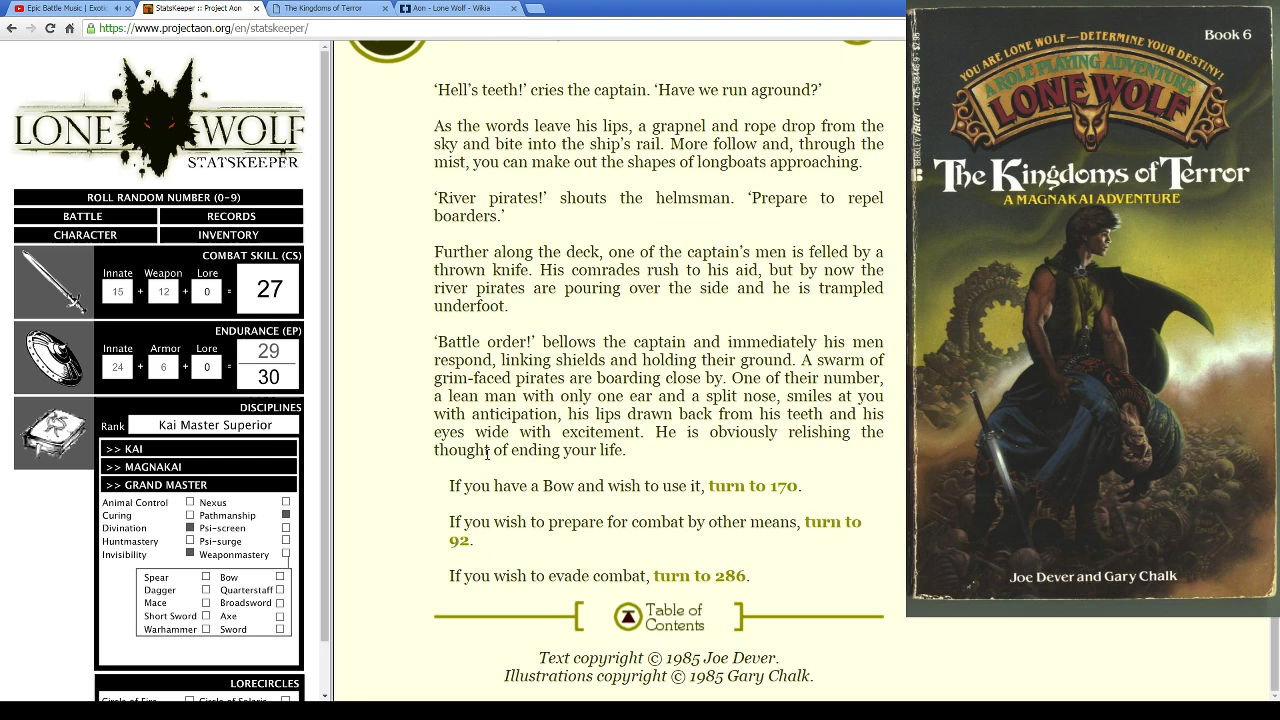 Epic Battle Music | Exotic
StatsKeeper :: Project Aon
The Kingdoms of Terror
Aon - Lone Wolf - Wikia
https://www.projectaon.org/en/statskeeper/
LONE WOLF
STATSKEEPER
ROLL RANDOM NUMBER (0-9)
BATTLE
RECORDS
CHARACTER
INVENTORY
COMBAT SKILL (CS)
Innate Weapon Lore
15 + 12 + 0 = 27
ENDURANCE (EP)
Innate Armor Lore
24 + 6 + 0 =
29
30
DISCIPLINES
Rank Kai Master Superior
>> KAI
>> MAGNAKAI
>> GRAND MASTER
Animal Control Nexus
Curing Pathmanship
Divination Psi-screen
Huntmastery Psi-surge
Invisibility Weaponmastery
Spear Bow
Dagger Quarterstaff
Mace Broadsword
Short Sword Axe
Warhammer Sword
LORECIRCLES
Circle of Fire Circle of Solaris
‘Hell’s teeth!’ cries the captain. ‘Have we run aground?’
As the words leave his lips, a grapnel and rope drop from the
sky and bite into the ship’s rail. More follow and, through the
mist, you can make out the shapes of longboats approaching.
‘River pirates!’ shouts the helmsman. ‘Prepare to repel
boarders.’
Further along the deck, one of the captain’s men is felled by a
thrown knife. His comrades rush to his aid, but by now the
river pirates are pouring over the side and he is trampled
underfoot.
‘Battle order!’ bellows the captain and immediately his men
respond, linking shields and holding their ground. A swarm of
grim-faced pirates are boarding close by. One of their number,
a lean man with only one ear and a split nose, smiles at you
with anticipation, his lips drawn back from his teeth and his
eyes wide with excitement. He is obviously relishing the
thought of ending your life.
If you have a Bow and wish to use it, turn to 170.
If you wish to prepare for combat by other means, turn to
92.
If you wish to evade combat, turn to 286.
Table of
Contents
Text copyright © 1985 Joe Dever.
Illustrations copyright © 1985 Gary Chalk.
Book 6
YOU ARE LONE WOLF—DETERMINE YOUR DESTINY!
A ROLE PLAYING ADVENTURE
LONE WOLF
The Kingdoms of Terror
A MAGNAKAI ADVENTURE
Joe Dever and Gary Chalk